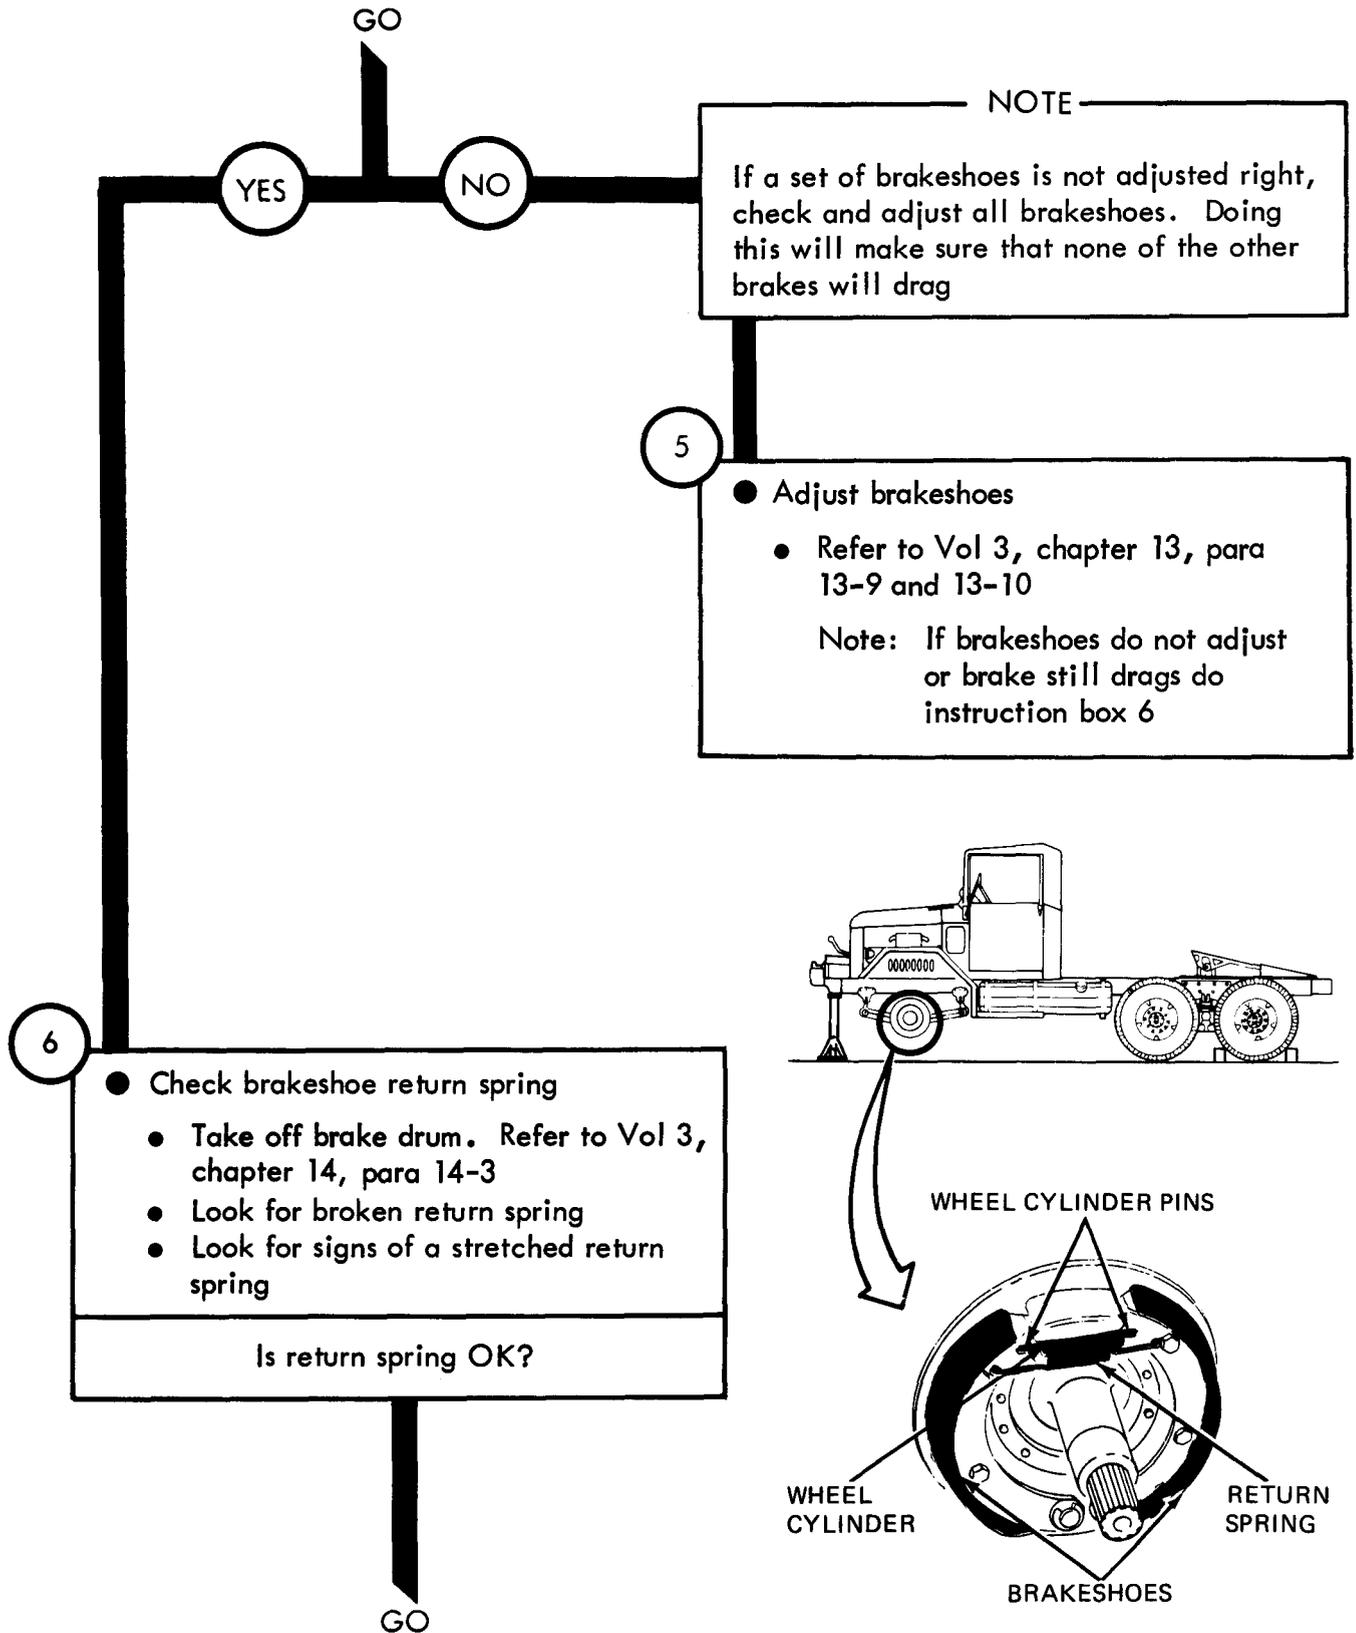 GO
YES
NO
NOTE
If a set of brakeshoes is not adjusted right,
check and adjust all brakeshoes. Doing
this will make sure that none of the other
brakes will drag
5
Adjust brakeshoes
Refer to Vol 3, chapter 13, para
13-9 and 13-10
Note: If brakeshoes do not adjust
or brake still drags do
instruction box 6
6
Check brakeshoe return spring
Take off brake drum. Refer to Vol 3,
chapter 14, para 14-3
Look for broken return spring
Look for signs of a stretched return
spring
Is return spring OK?
GO
WHEEL CYLINDER PINS
WHEEL
CYLINDER
RETURN
SPRING
BRAKESHOES